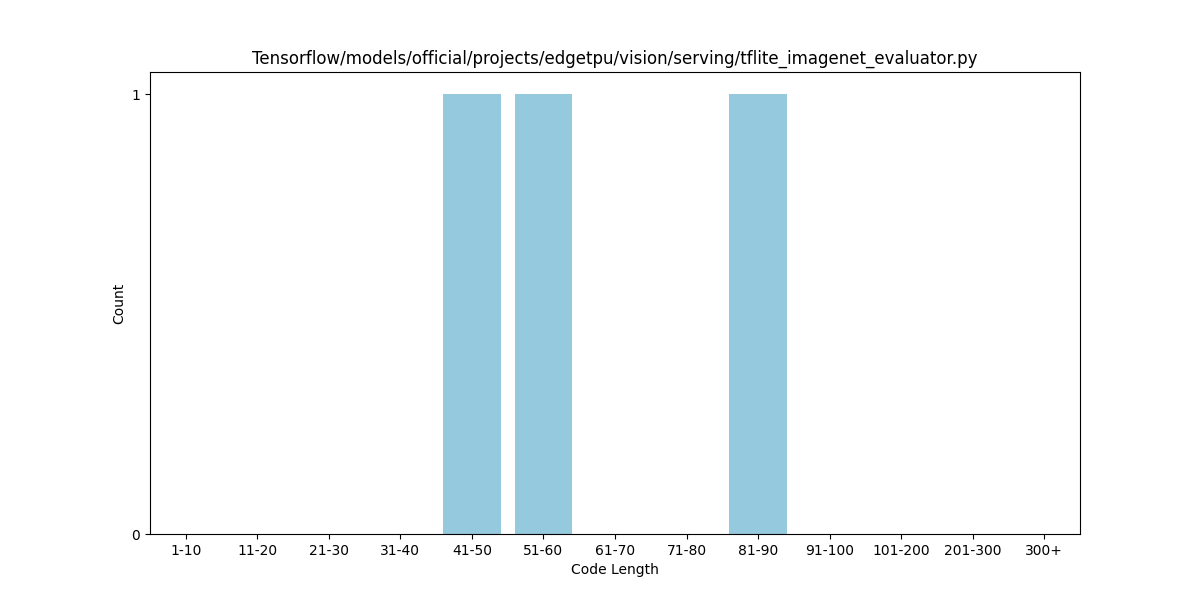 Tensorflow/models/official/projects/edgetpu/vision/serving/tflite_imagenet_evaluator.py
1
Count
0
1-10 11-20 21-30 31-40 41-50 51-60 61-70 71-80 81-90 91-100 101-200 201-300 300+
Code Length